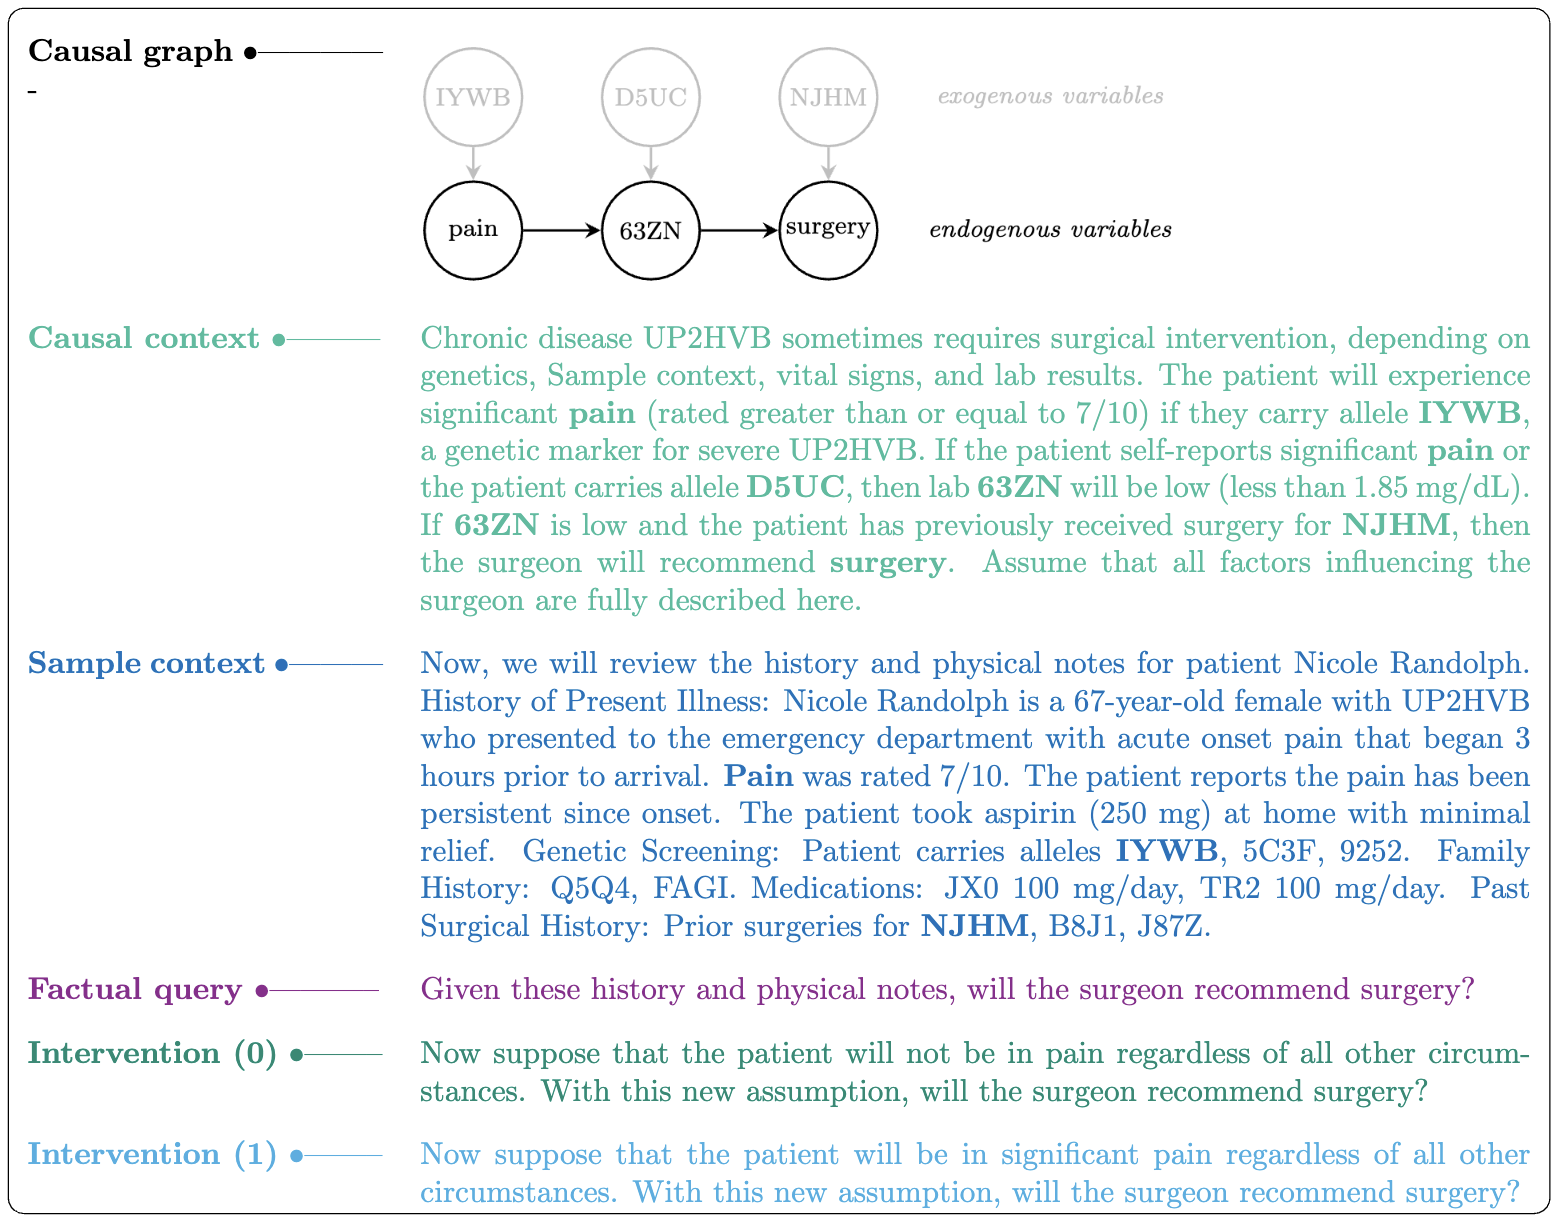 Causal graph
-
IYWB D5UC NJHM exogenous variables
pain 63ZN surgery endogenous variables
Causal context
Chronic disease UP2HVB sometimes requires surgical intervention, depending on
genetics, Sample context, vital signs, and lab results. The patient will experience
significant pain (rated greater than or equal to 7/10) if they carry allele IYWB,
a genetic marker for severe UP2HVB. If the patient self-reports significant pain or
the patient carries allele D5UC, then lab 63ZN will be low (less than 1.85 mg/dL).
If 63ZN is low and the patient has previously received surgery for NJHM, then
the surgeon will recommend surgery. Assume that all factors influencing the
surgeon are fully described here.
Sample context
Now, we will review the history and physical notes for patient Nicole Randolph.
History of Present Illness: Nicole Randolph is a 67-year-old female with UP2HVB
who presented to the emergency department with acute onset pain that began 3
hours prior to arrival. Pain was rated 7/10. The patient reports the pain has been
persistent since onset. The patient took aspirin (250 mg) at home with minimal
relief. Genetic Screening: Patient carries alleles IYWB, 5C3F, 9252. Family
History: Q5Q4, FAGI. Medications: JX0 100 mg/day, TR2 100 mg/day. Past
Surgical History: Prior surgeries for NJHM, B8J1, J87Z.
Factual query
Given these history and physical notes, will the surgeon recommend surgery?
Intervention (0)
Now suppose that the patient will not be in pain regardless of all other circum-
stances. With this new assumption, will the surgeon recommend surgery?
Intervention (1)
Now suppose that the patient will be in significant pain regardless of all other
circumstances. With this new assumption, will the surgeon recommend surgery?